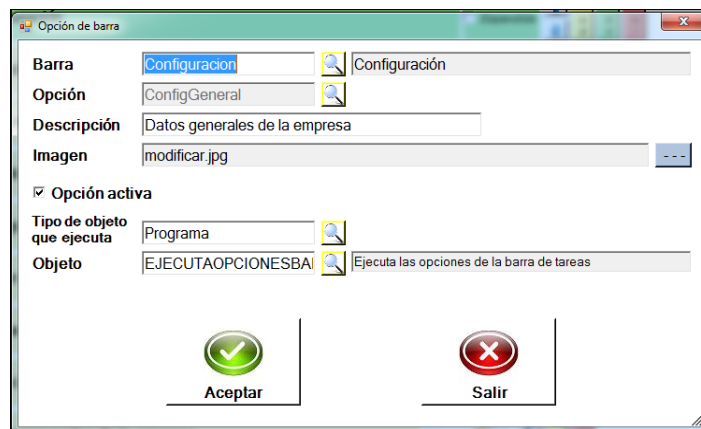 Opción de barra
Barra Configuracion Configuración
Opción ConfigGeneral
Descripción Datos generales de la empresa
Imagen modificar.jpg ---
Opción activa
Tipo de objeto
que ejecuta Programa
Objeto EJECUTAOPCIONESBA Ejecuta las opciones de la barra de tareas
Aceptar Salir